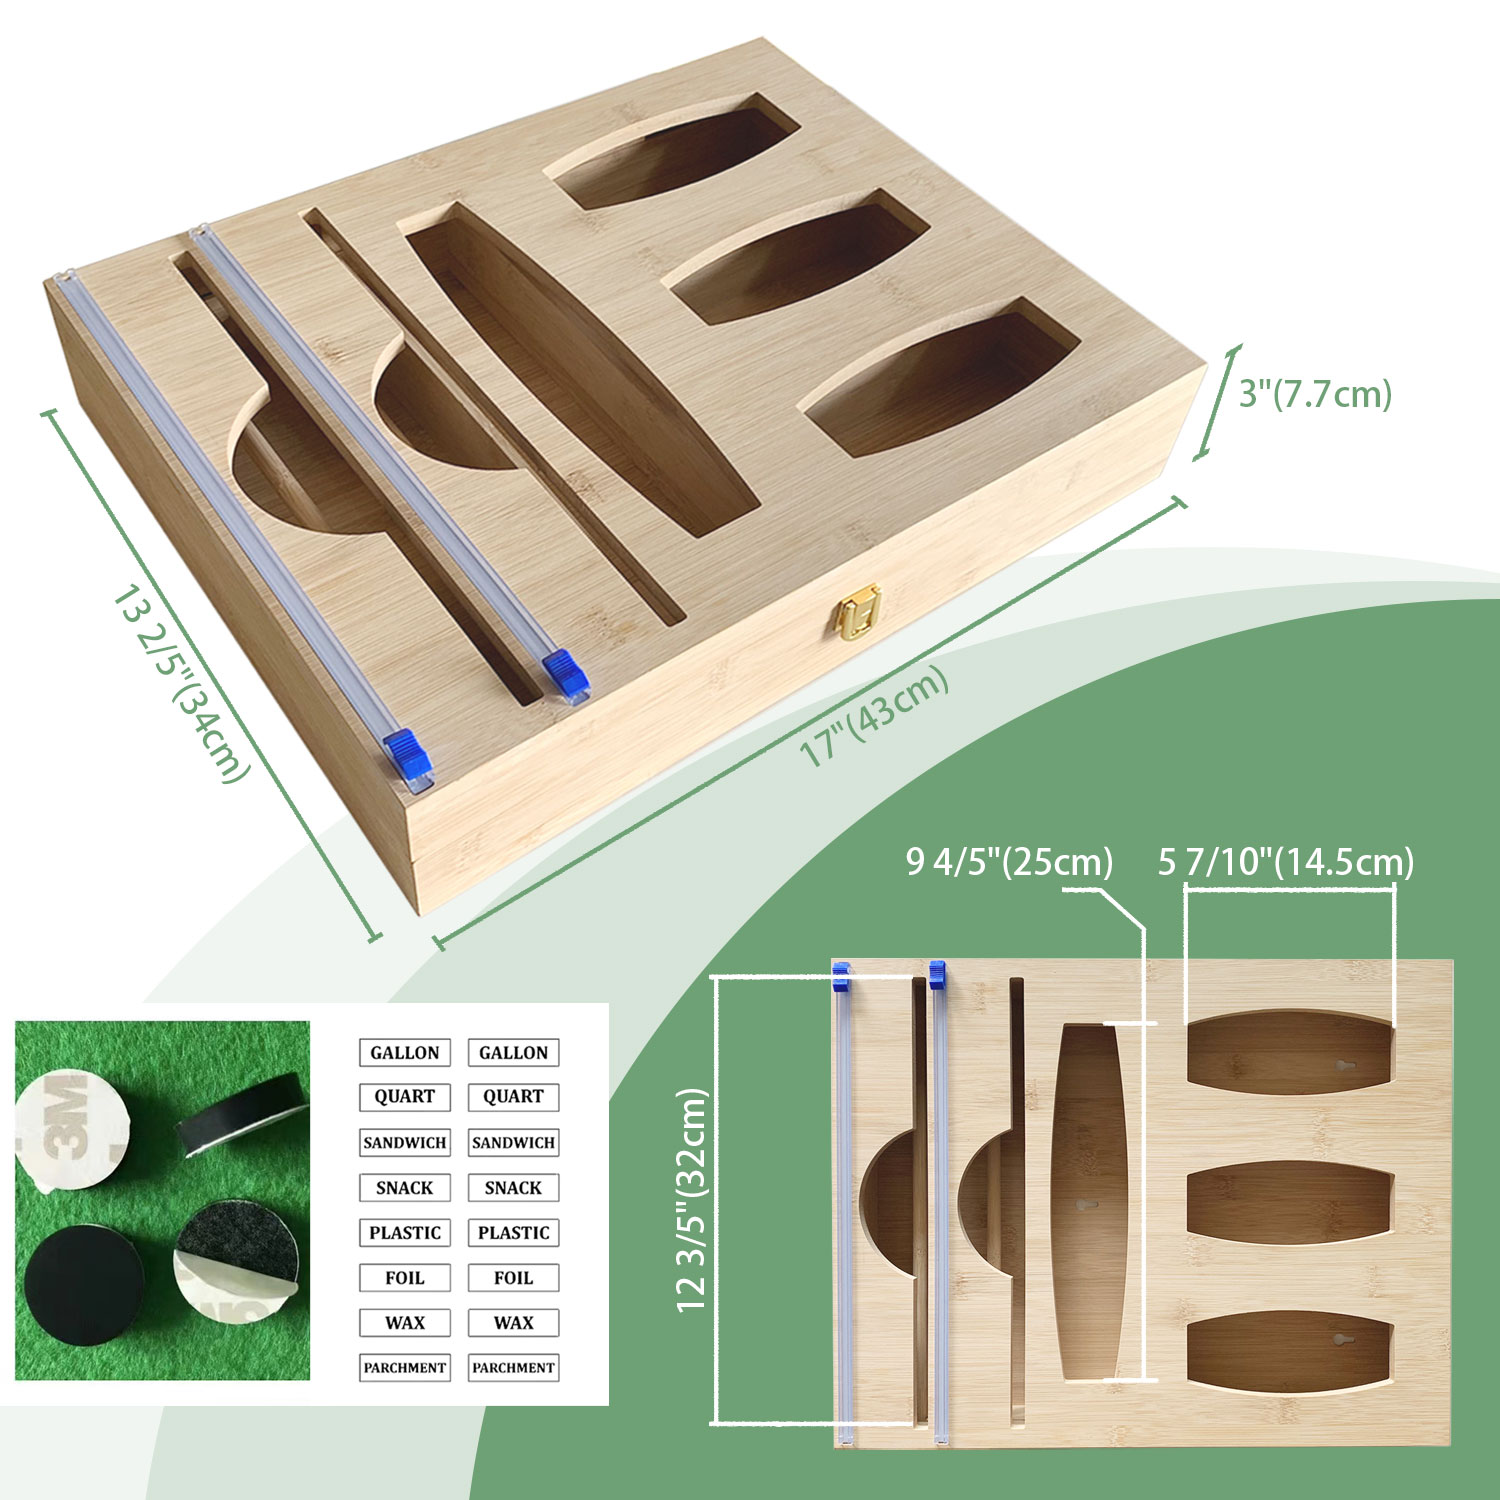 3"(7.7cm)
13 2/5"(34cm)
17"(43cm)
9 4/5"(25cm) 5 7/10"(14.5cm)
12 3/5"(32cm)
3M
GALLON GALLON
QUART QUART
SANDWICH SANDWICH
SNACK SNACK
PLASTIC PLASTIC
FOIL FOIL
WAX WAX
PARCHMENT PARCHMENT